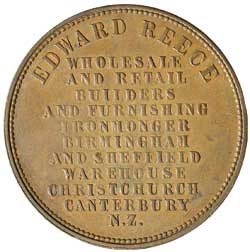 EDWARD REECE
WHOLESALE
AND RETAIL
BUILDERS
AND FURNISHING
IRONMONGER
BIRMINGHAM
AND SHEFFIELD
WAREHOUSE
CHRISTCHURCH
CANTERBURY
N.Z.